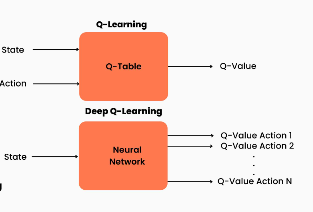 Q-Learning
State
Action
Q-Table
Q-Value
Deep Q-Learning
State
Neural
Network
Q-Value Action 1
Q-Value Action 2
.
.
.
Q-Value Action N